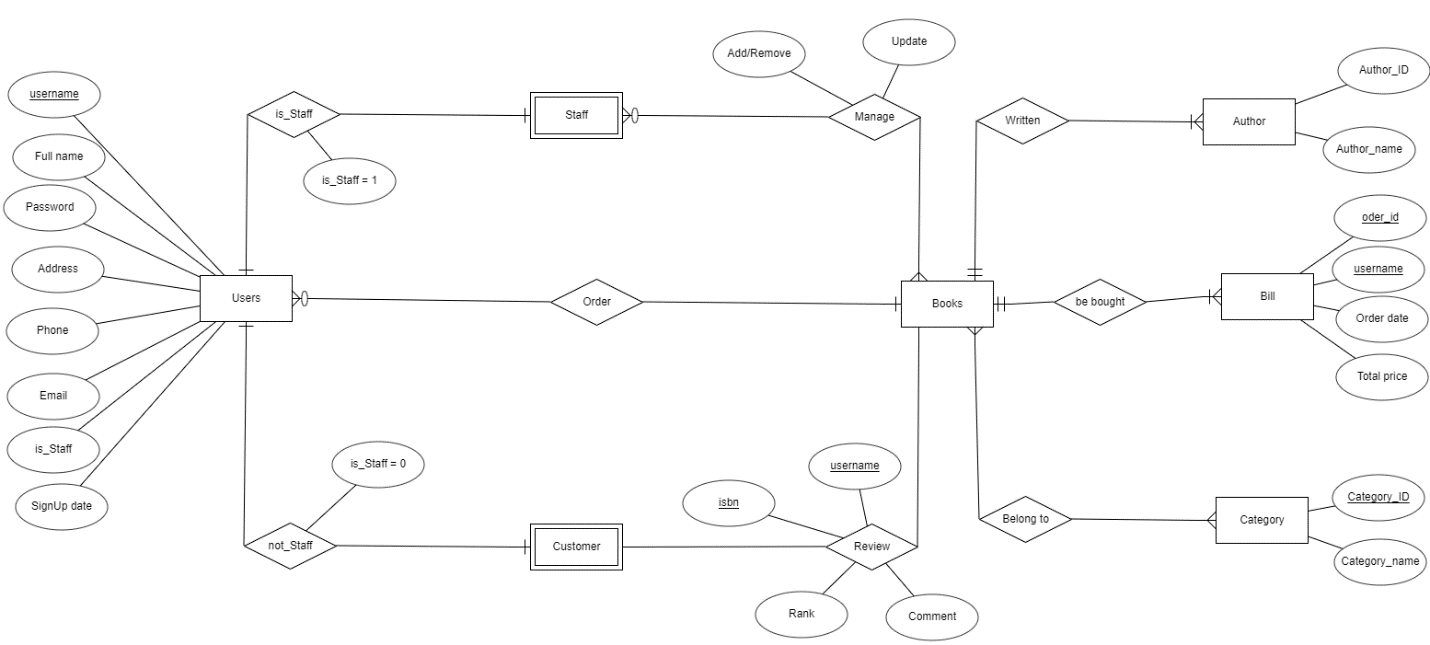 Update
Add/Remove
Author_ID
username
is_Staff
Staff
Manage
Written
Author
Full name
Author_name
is_Staff = 1
Password
oder_id
Address
username
Users
Order
Books
be bought
Bill
Order date
Phone
Total price
Email
is_Staff
is_Staff = 0
username
isbn
Category_ID
SignUp date
Belong to
Category
not_Staff
Customer
Review
Category_name
Rank
Comment